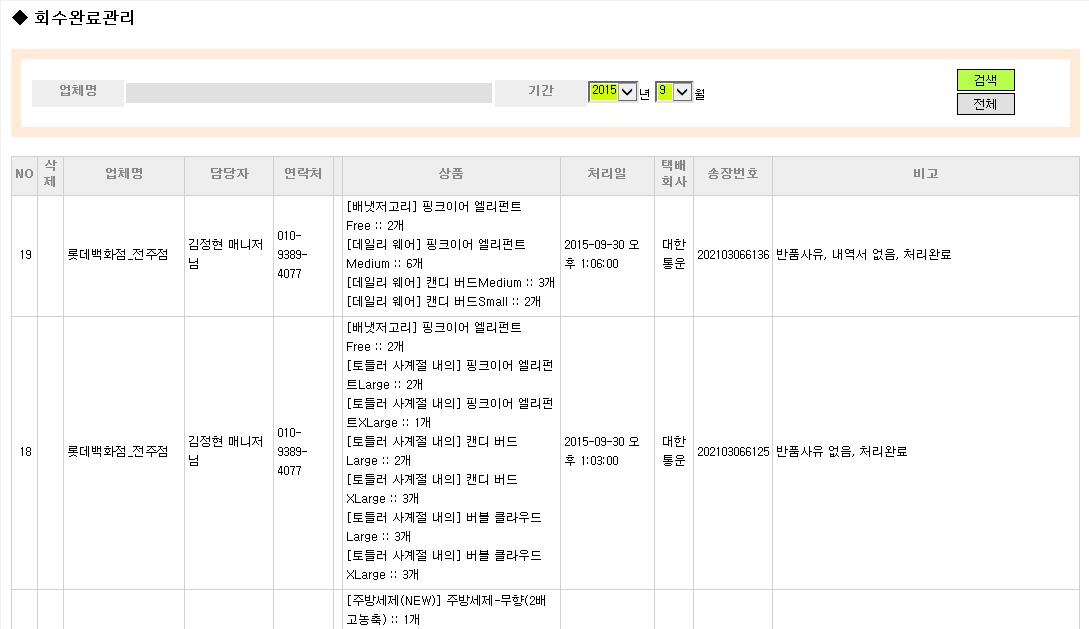 ◆ 회수완료관리
업체명 기간 2015 년 9 월 검색
전체
NO 삭제 업체명 담당자 연락처 상품 처리일 택배회사 송장번호 비고
19 롯데백화점_전주점
김정현 매니저
님
010-
9389-
4077
[배냇저고리] 핑크이어 엘리펀트
Free :: 2개
[데일리 웨어] 핑크이어 엘리펀트
Medium :: 6개
[데일리 웨어] 캔디 버드Medium :: 3개
[데일리 웨어] 캔디 버드Small :: 2개
2015-09-30 오
후 1:06:00
대한
통운
202103066136 반품사유, 내역서 없음, 처리완료
18 롯데백화점_전주점
김정현 매니저
님
010-
9389-
4077
[배냇저고리] 핑크이어 엘리펀트
Free :: 2개
[토들러 사계절 내의] 핑크이어 엘리펀
트Large :: 2개
[토들러 사계절 내의] 핑크이어 엘리펀
트XLarge :: 1개
[토들러 사계절 내의] 캔디 버드
Large :: 2개
[토들러 사계절 내의] 캔디 버드
XLarge :: 3개
[토들러 사계절 내의] 버블 클라우드
Large :: 3개
[토들러 사계절 내의] 버블 클라우드
XLarge :: 3개
2015-09-30 오
후 1:03:00
대한
통운
202103066125 반품사유 없음, 처리완료
[주방세제(NEW)] 주방세제-무향(2배
고농축) :: 1개